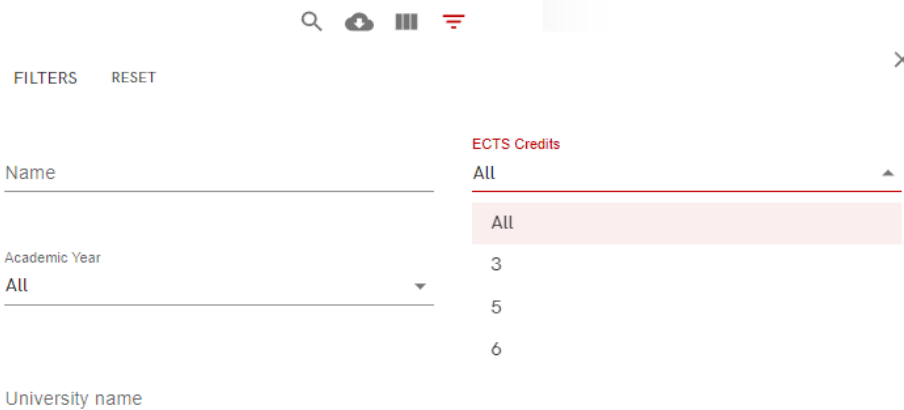 FILTERS RESET
Name
ECTS Credits
All
All
3
5
6
Academic Year
All
University name